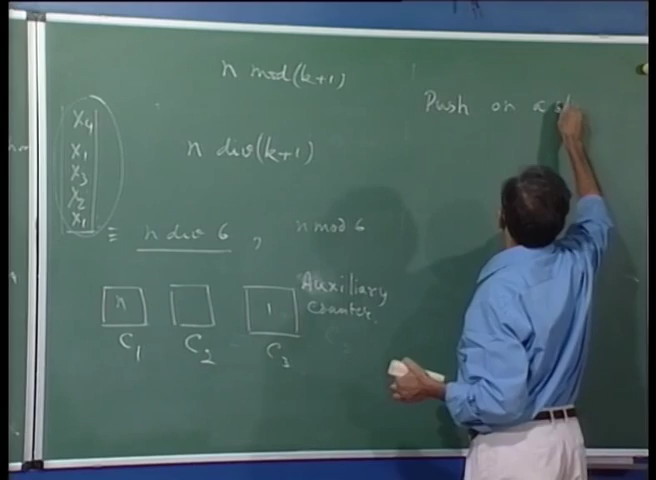 n mod (k+1)
Push on a s
x4
x1
x3
x2
x1
n div (k+1)
≡ n div 6 , n mod 6
n
1
Auxiliary
Counter.
C1
C2
C3